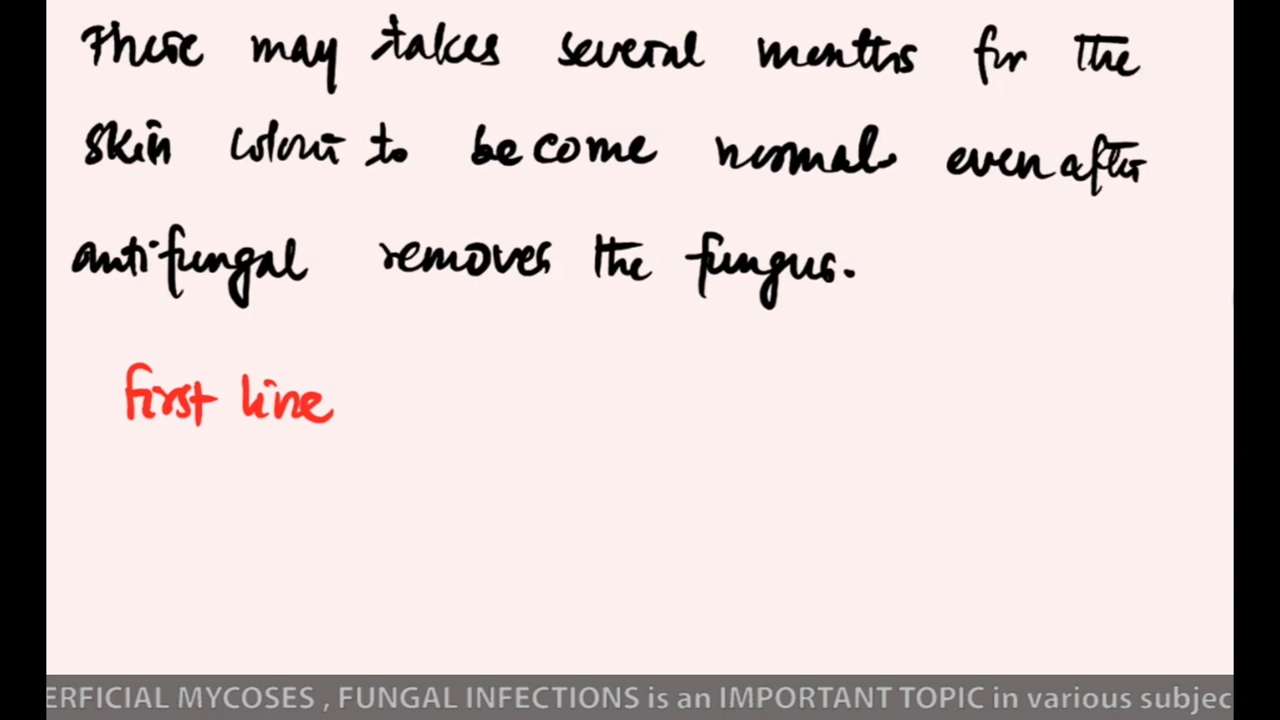 There may takes several months for the
skin colour to become normal even after
antifungal removes the fungus.
First line
ERFICIAL MYCOSES , FUNGAL INFECTIONS is an IMPORTANT TOPIC in various subjec